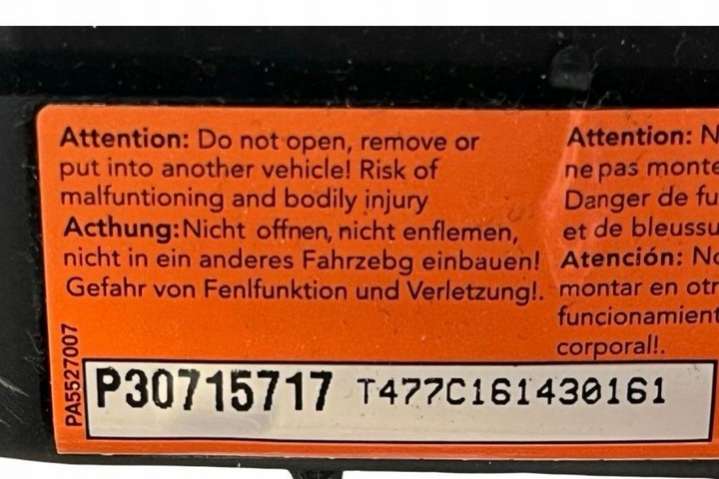 Attention: Do not open, remove or
put into another vehicle! Risk of
malfuntioning and bodily injury
Acthung:Nicht offnen, nicht enflemen,
nicht in ein anderes Fahrzebg einbauen!
Gefahr von Fenlfunktion und Verletzung!.
Attention: N
ne pas monte
Danger de fu
et de bleussu
Atención: No
montar en otr
funcionamient
corporal!.
PA5527007
P30715717 T477C161430161